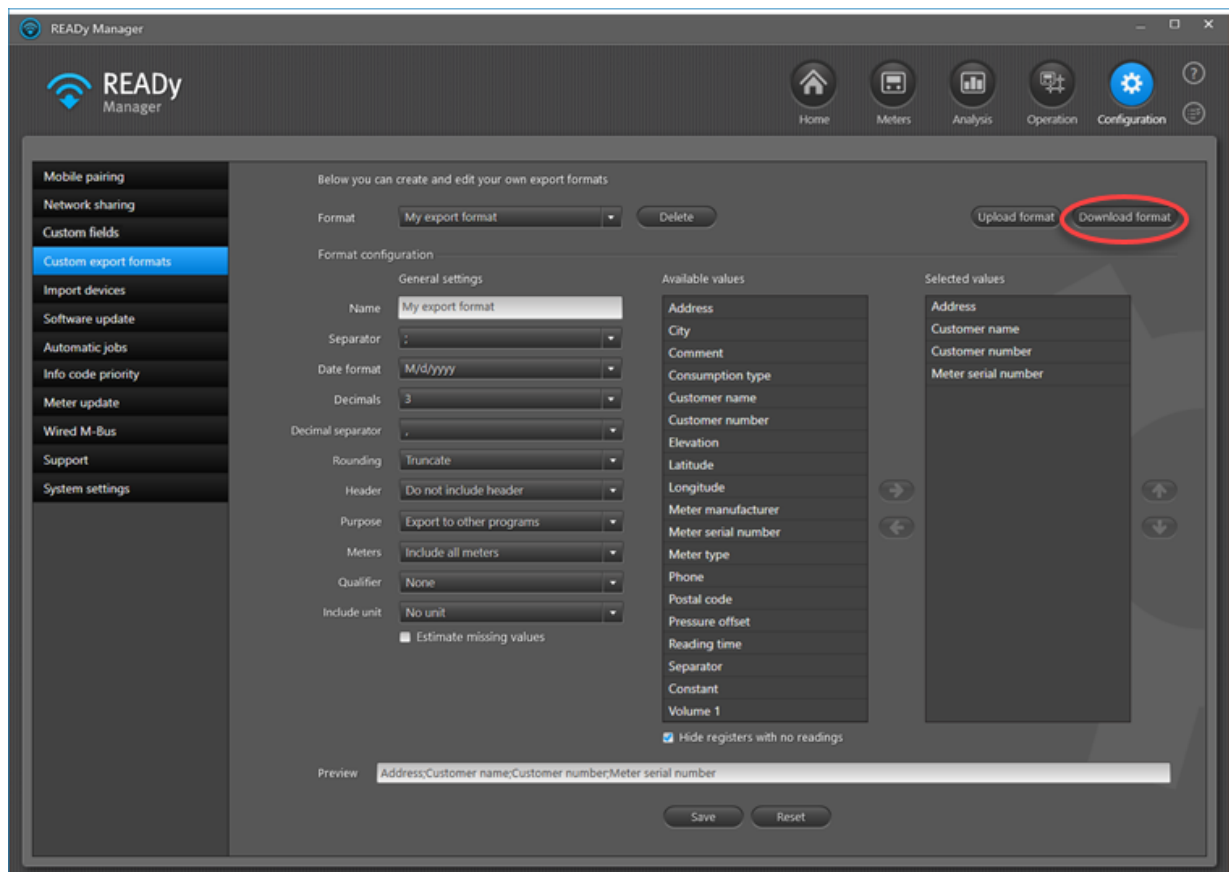 READy Manager
READy
Manager
?
Home
Meters
Analysis
Operation
Configuration
Mobile pairing
Network sharing
Custom fields
Custom export formats
Import devices
Software update
Automatic jobs
Info code priority
Meter update
Wired M-Bus
Support
System settings
Below you can create and edit your own export formats
Format My export format Delete Upload format Download format
Format configuration
General settings
Name My export format
Separator ;
Date format M/d/yyyy
Decimals 3
Decimal separator ,
Rounding Truncate
Header Do not include header
Purpose Export to other programs
Meters Include all meters
Qualifier None
Include unit No unit
Estimate missing values
Available values
Address
City
Comment
Consumption type
Customer name
Customer number
Elevation
Latitude
Longitude
Meter manufacturer
Meter serial number
Meter type
Phone
Postal code
Pressure offset
Reading time
Separator
Constant
Volume 1
Hide registers with no readings
Selected values
Address
Customer name
Customer number
Meter serial number
Preview Address;Customer name;Customer number;Meter serial number
Save Reset